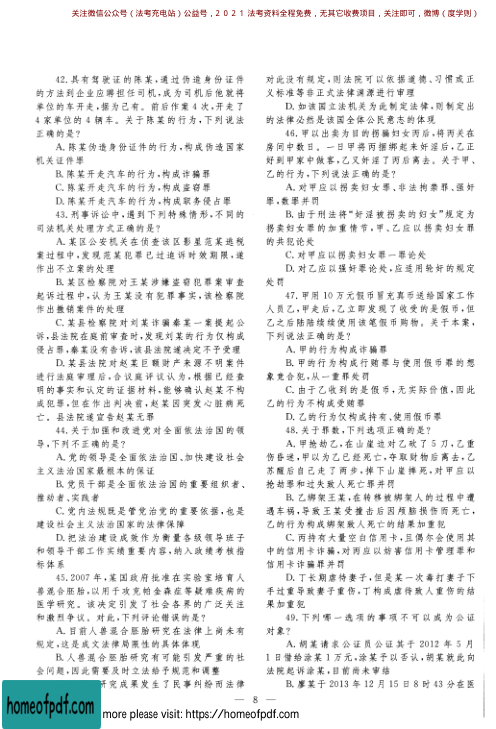 关注微信公众号（法考充电站）公益号，2021法考资料全程免费，无其它收费项目，关注即可，微博（度学则）
42.具有驾驶证的陈某，通过伪造身份证件
的方法到企业应聘担任司机，成为司机后他就将
单位的车开走，据为己有。前后作案4次，开走了
4家单位的4辆车。关于陈某的行为，下列说法
正确的是？
A.陈某伪造身份证件的行为，构成伪造国家
机关证件罪
B.陈某开走汽车的行为，构成诈骗罪
C.陈某开走汽车的行为，构成盗窃罪
D.陈某开走汽车的行为，构成职务侵占罪
43.刑事诉讼中，遇到下列特殊情形，不同的
司法机关处理方式正确的是？
A.某区公安机关在侦查该区影星范某逃税
案过程中，发现范某犯罪已过追诉时效期限，遂
作出不立案的处理
B.某区检察院对王某涉嫌盗窃犯罪案审查
起诉过程中，认为王某没有犯罪事实，该检察院
作出撤销案件的处理
C.某县检察院对刘某诈骗秦某一案提起公
诉，县法院在庭前审查时，发现刘某的行为仅构成
侵占罪，秦某没有告诉，该县法院遂决定不予受理
D.某县法院对赵某巨额财产来源不明案件
进行法庭审理后，合议庭评议认为，根据已经查
明的事实和认定的证据材料，能够确认赵某不构
成犯罪，但在作出判决前，赵某因突发心脏病死
亡。县法院遂宣告赵某无罪
44.关于加强和改进党对全面依法治国的领
导，下列不正确的是？
A.党的领导是全面依法治国、加快建设社会
主义法治国家最根本的保证
B.党员干部是全面依法治国的重要组织者、
推动者、实践者
C.党内法规既是管党治党的重要依据，也是
建设社会主义法治国家的法律保障
D.把法治建设成效作为衡量各级领导班子
和领导干部工作实绩重要内容，纳入政绩考核指
标体系
45.2007年，某国政府批准在实验室培育人
兽混合胚胎，以用于攻克帕金森症等疑难疾病的
医学研究。该决定引发了社会各界的广泛关注
和激烈争议。对此，下列评论错误的是？
A.目前人兽混合胚胎研究在法律上尚未有
规定，这是成文法律局限性的具体体现
B.人兽混合胚胎研究有可能引发严重的社
会问题，因此需要及时立法给予规范和调整
研究成果发生了民事纠纷而法律
对此没有规定，则法院可以依据道德、习惯或正
义标准等非正式法律渊源进行审理
D.如该国立法机关为此制定法律，则制定出
的法律必然是该国全体公民意志的体现
46.甲以出卖为目的拐骗妇女丙后，将丙关在
房间中数日。一日甲将丙捆绑起来奸淫后，乙正
好到甲家中做客，乙又奸淫了丙后离去。关于甲、
乙的行为，下列说法正确的是？
A.对甲应以拐卖妇女罪、非法拘禁罪、强奸
罪，数罪并罚
B.由于刑法将“奸淫被拐卖的妇女”规定为
拐卖妇女罪的加重情节，甲、乙应以拐卖妇女罪
的共犯论处
C.对甲应以拐卖妇女罪一罪论处
D.对乙应以强奸罪论处，应适用较好的规定
处罚
47.甲用10万元假币冒充真币送给国家工作
人员乙，甲走后，乙立即发现了收受的是假币，但
乙之后陆陆续续使用该笔假币购物。关于本案，
下列说法正确的是？
A.甲的行为构成诈骗罪
B.甲的行为构成行贿罪与使用假币罪的想
象竞合犯，从一重罪处罚
C.由于乙收到的是假币，无实际价值，因此
乙的行为不构成受贿罪
D.乙的行为仅构成持有、使用假币罪
48.关于罪数，下列选项正确的是？
A.甲抢劫乙，在山崖边对乙砍了5刀，乙重
伤昏迷，甲以为乙已经死亡，夺取财物后离去，乙
苏醒后自己走了两步，掉下山崖摔死，对甲应以
抢劫罪和过失致人死亡罪并罚
B.乙绑架王某，在转移被绑架人的过程中遭
遇车祸，导致王某受撞击后因颅脑损伤而死亡，
乙的行为构成绑架致人死亡的结果加重犯
C.丙持有大量空白信用卡，且偶尔会使用其
中的信用卡诈骗，对丙应以妨害信用卡管理罪和
信用卡诈骗罪并罚
D.丁长期虐待妻子，但是某一次毒打妻子下
手过重导致妻子重伤，丁构成虐待致人重伤的结
果加重犯
49.下列哪一选项的事项不可以成为公证
对象？
A.胡某请求公证员公证其于2012年5月
1日借给涂某1万元，涂某予以否认，胡某就此向
法院起诉涂某，目前尚未审结
B.廖某于2013年12月15日8时43分在医
— 8 —
homeofpdf.com
more please visit: https://homeofpdf.com